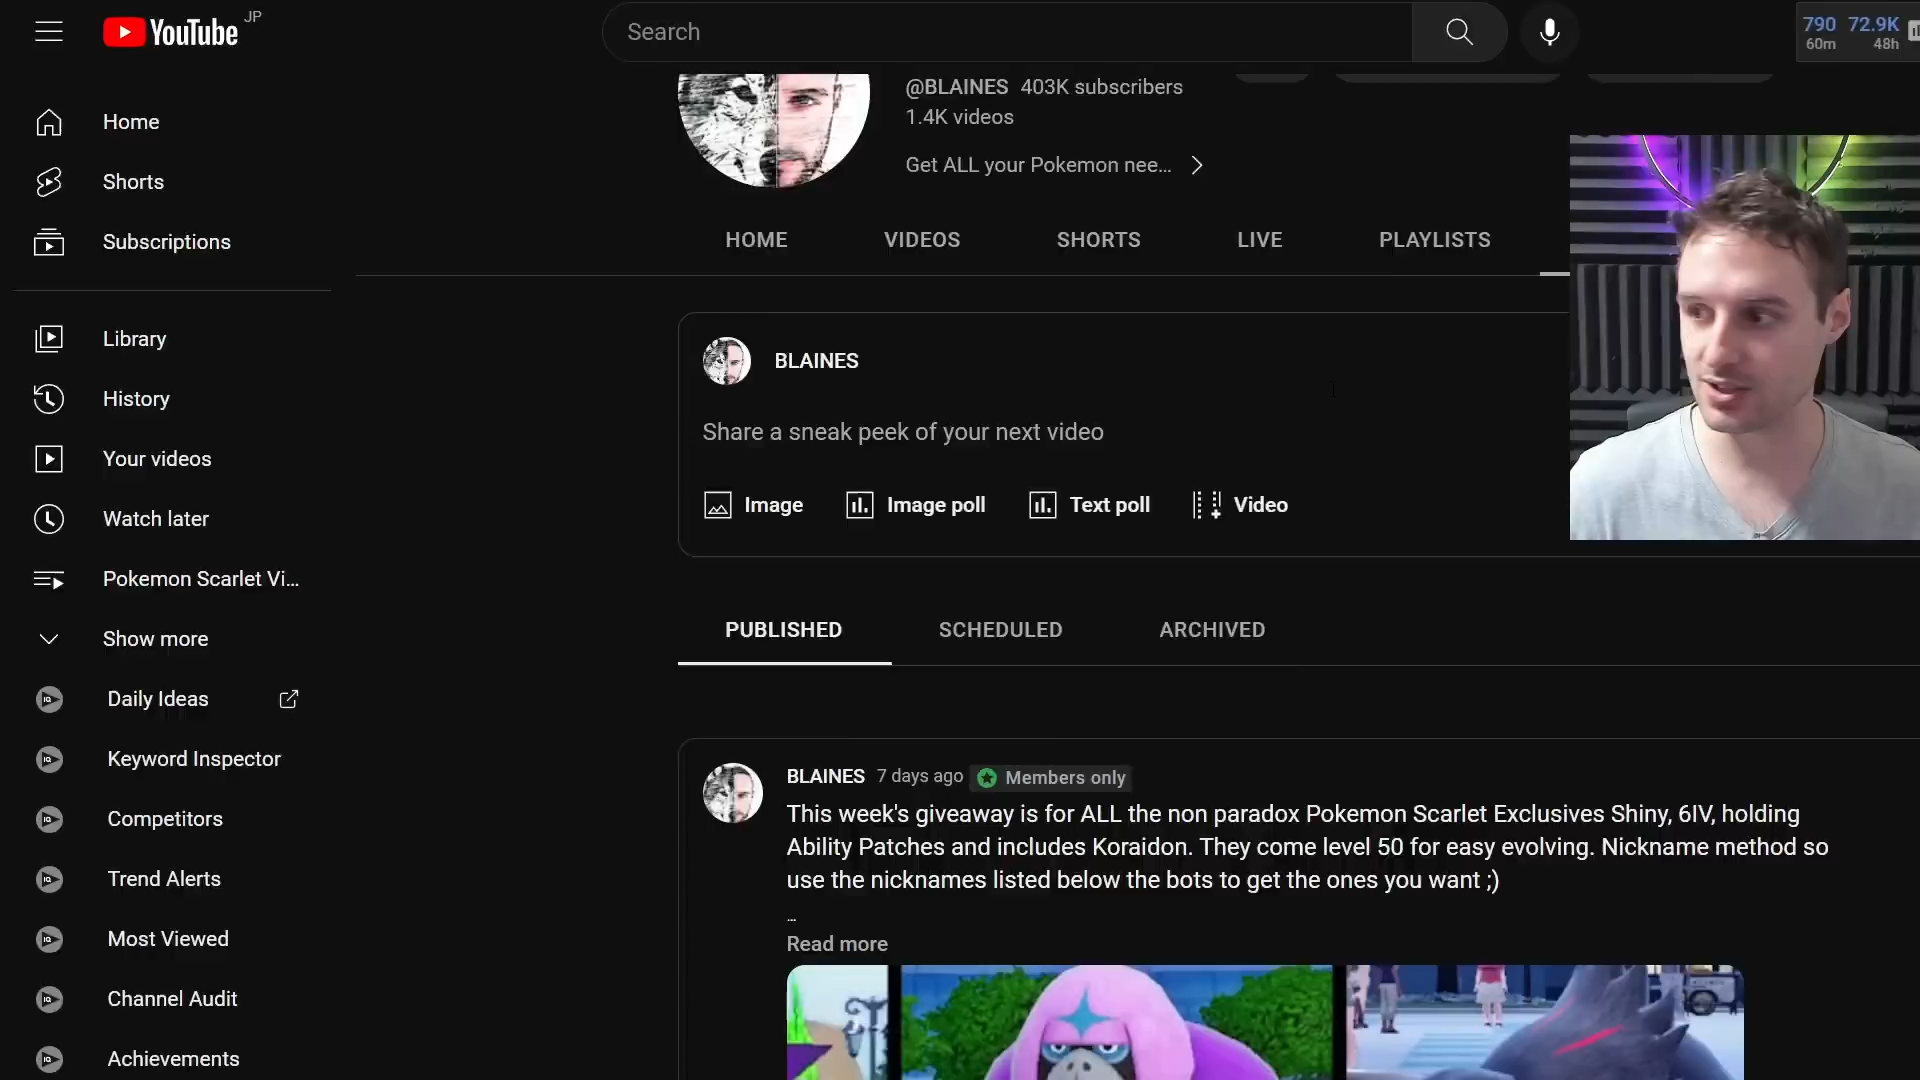 YouTube JP
Search
790 72.9K
60m 48h
Home
Shorts
Subscriptions
Library
History
Your videos
Watch later
Pokemon Scarlet Vi...
Show more
Daily Ideas
Keyword Inspector
Competitors
Trend Alerts
Most Viewed
Channel Audit
Achievements
@BLAINES 403K subscribers
1.4K videos
Get ALL your Pokemon nee...
HOME VIDEOS SHORTS LIVE PLAYLISTS
BLAINES
Share a sneak peek of your next video
Image Image poll Text poll Video
PUBLISHED SCHEDULED ARCHIVED
BLAINES 7 days ago Members only
This week's giveaway is for ALL the non paradox Pokemon Scarlet Exclusives Shiny, 6IV, holding
Ability Patches and includes Koraidon. They come level 50 for easy evolving. Nickname method so
use the nicknames listed below the bots to get the ones you want ;)
...
Read more